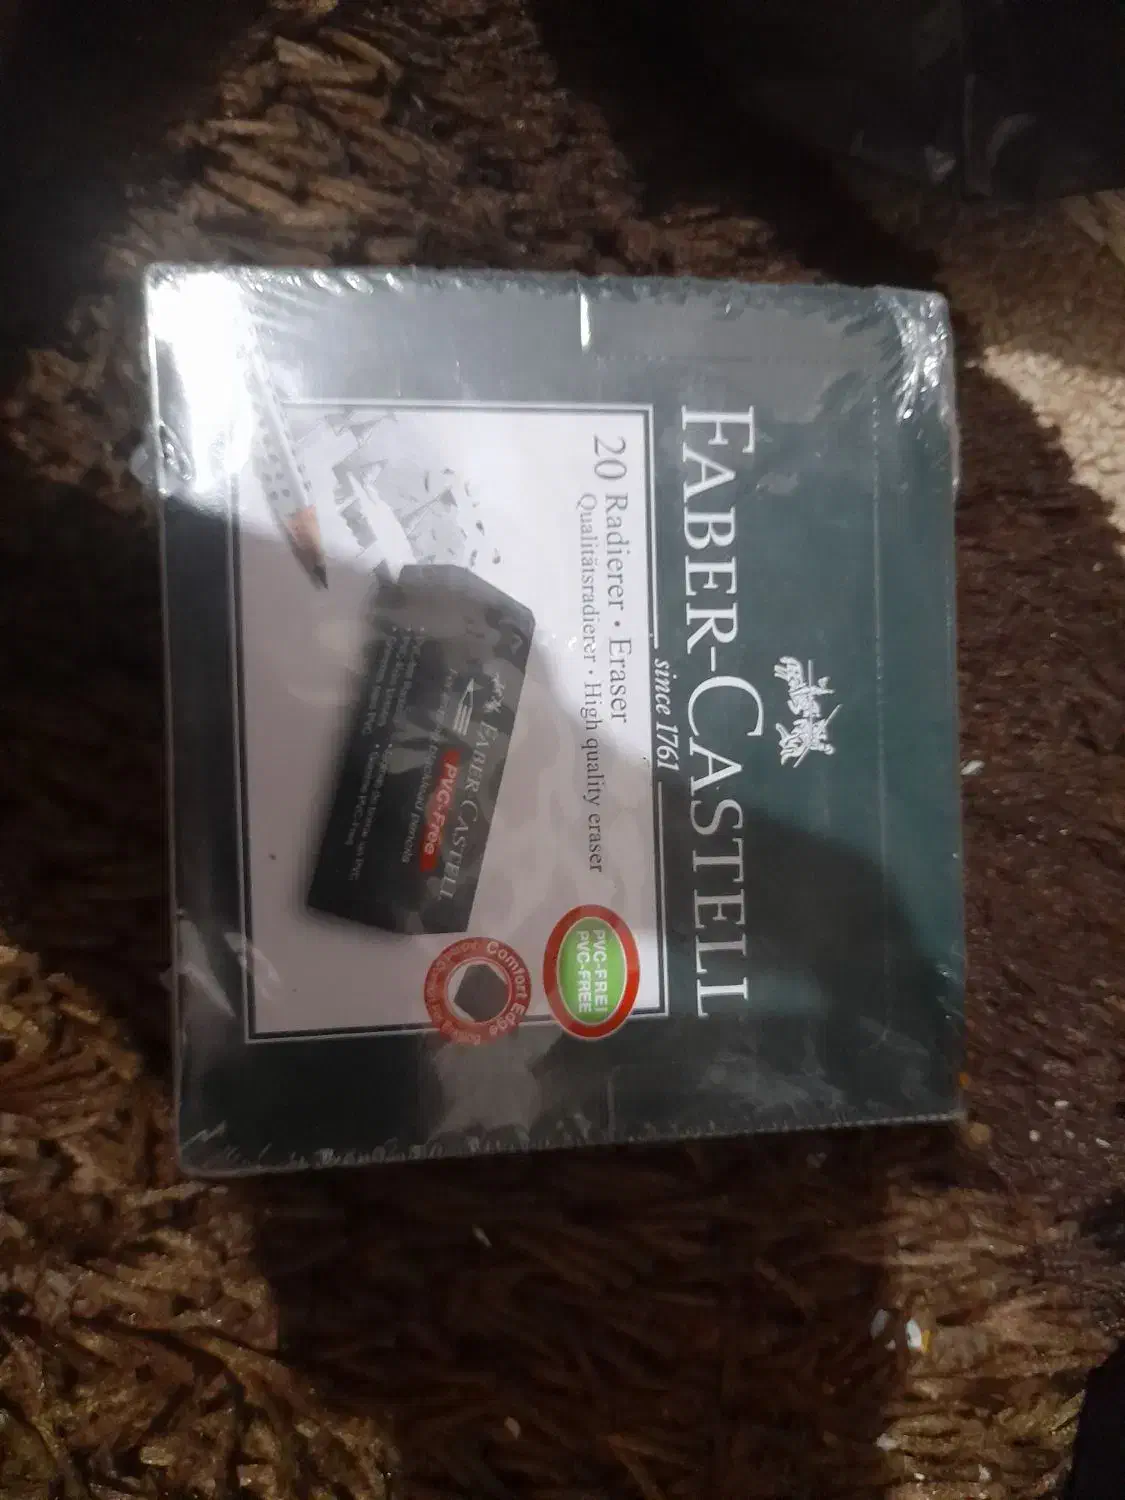 FABER-CASTELL
since 1761
20 Radierer • Eraser
Qualitätsradierer • High quality eraser
PVC-FREI
PVC-FREE
FABER CASTELL
PVC-Free
Comfort Edge